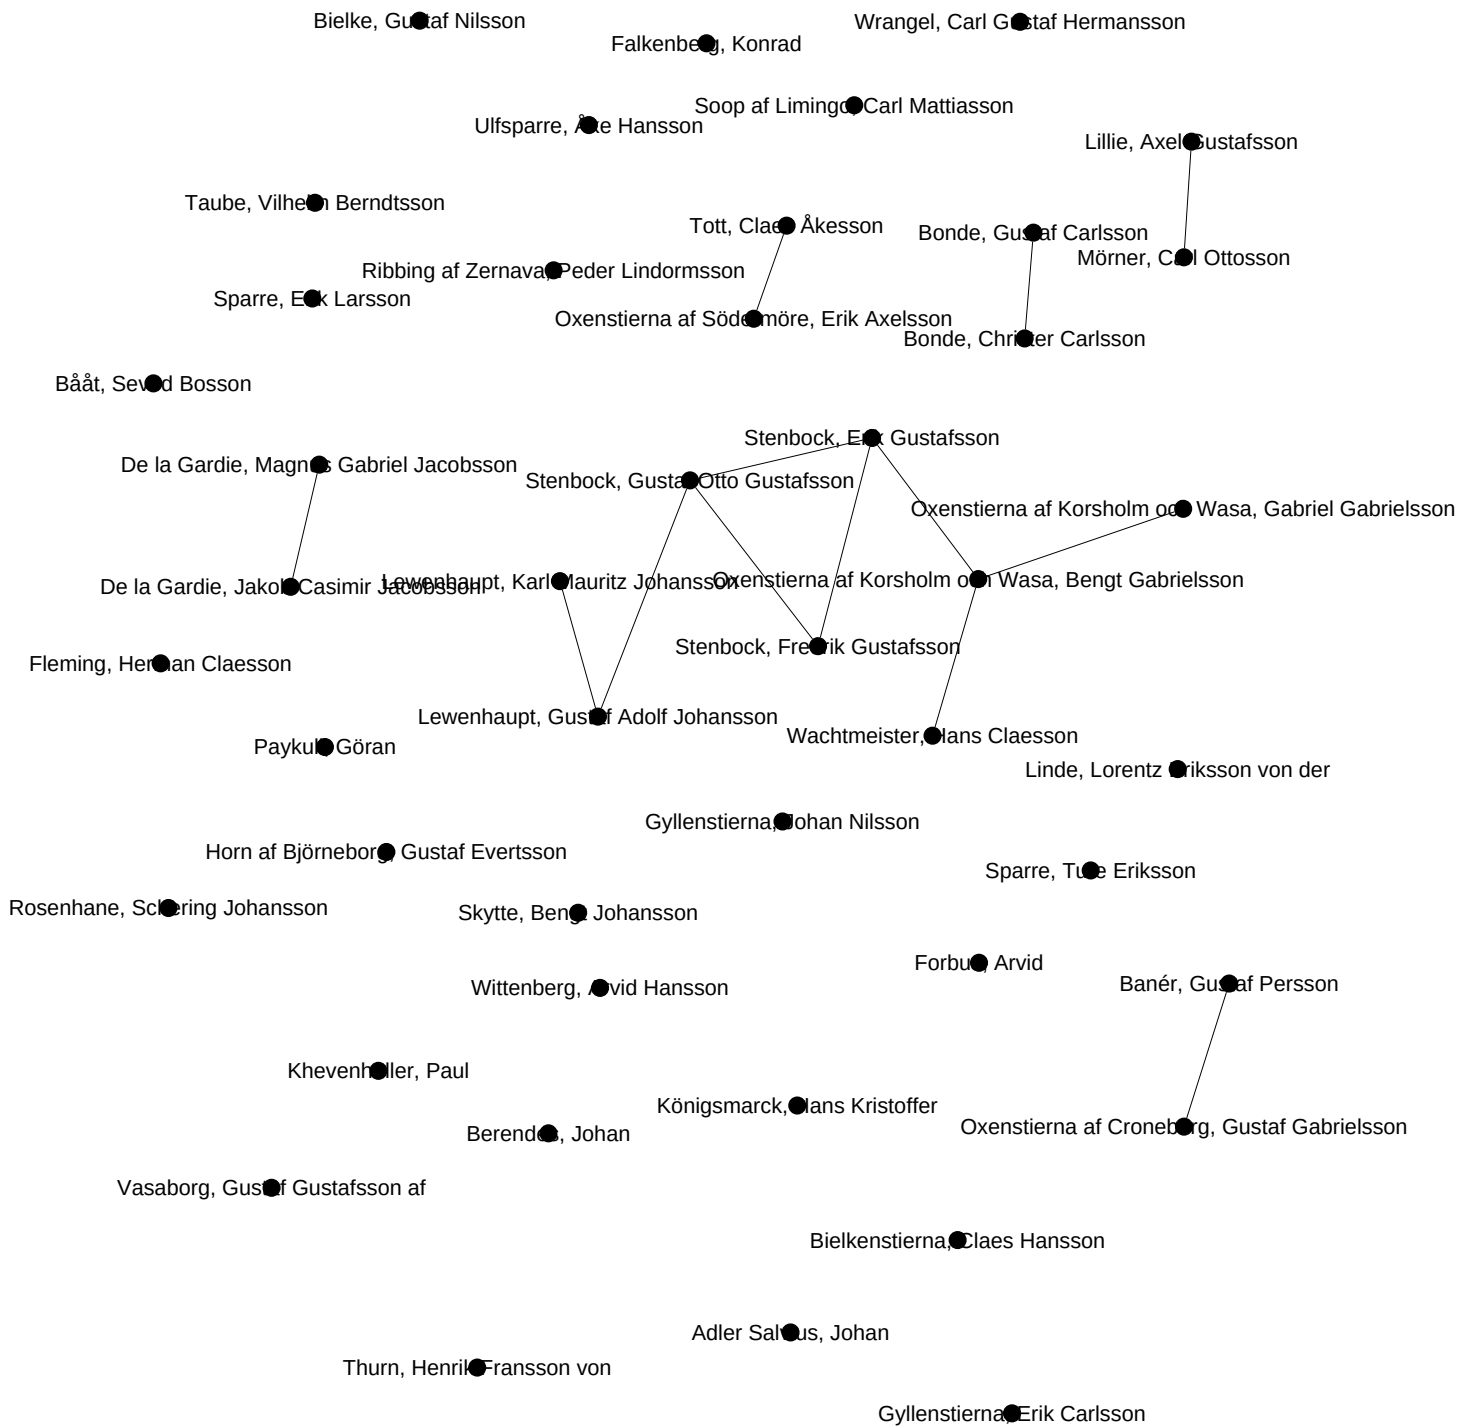 Bielke, Gustaf Nilsson
Wrangel, Carl Gustaf Hermansson
Falkenberg, Konrad
Soop af Limingo, Carl Mattiasson
Ulfsparre, Åke Hansson
Lillie, Axel Gustafsson
Taube, Vilhelm Berndtsson
Tott, Claes Åkesson
Bonde, Gustaf Carlsson
Mörner, Carl Ottosson
Ribbing af Zernava, Peder Lindormsson
Sparre, Erik Larsson
Oxenstierna af Södermöre, Erik Axelsson
Bonde, Christer Carlsson
Bååt, Seved Bosson
Stenbock, Erik Gustafsson
De la Gardie, Magnus Gabriel Jacobsson
Stenbock, Gustaf Otto Gustafsson
Oxenstierna af Korsholm och Wasa, Gabriel Gabrielsson
De la Gardie, Jakob Casimir Jacobsson
Lewenhaupt, Karl Mauritz Johansson
Oxenstierna af Korsholm och Wasa, Bengt Gabrielsson
Stenbock, Fredrik Gustafsson
Fleming, Herman Claesson
Lewenhaupt, Gustaf Adolf Johansson
Wachtmeister, Hans Claesson
Paykull, Göran
Linde, Lorentz Eriksson von der
Gyllenstierna, Johan Nilsson
Horn af Björneborg, Gustaf Evertsson
Sparre, Ture Eriksson
Rosenhane, Schering Johansson
Skytte, Bengt Johansson
Forbus, Arvid
Banér, Gustaf Persson
Wittenberg, Arvid Hansson
Khevenhüller, Paul
Königsmarck, Hans Kristoffer
Oxenstierna af Croneborg, Gustaf Gabrielsson
Berendes, Johan
Vasaborg, Gustaf Gustafsson af
Bielkenstierna, Claes Hansson
Adler Salvius, Johan
Thurn, Henrik Fransson von
Gyllenstierna, Erik Carlsson